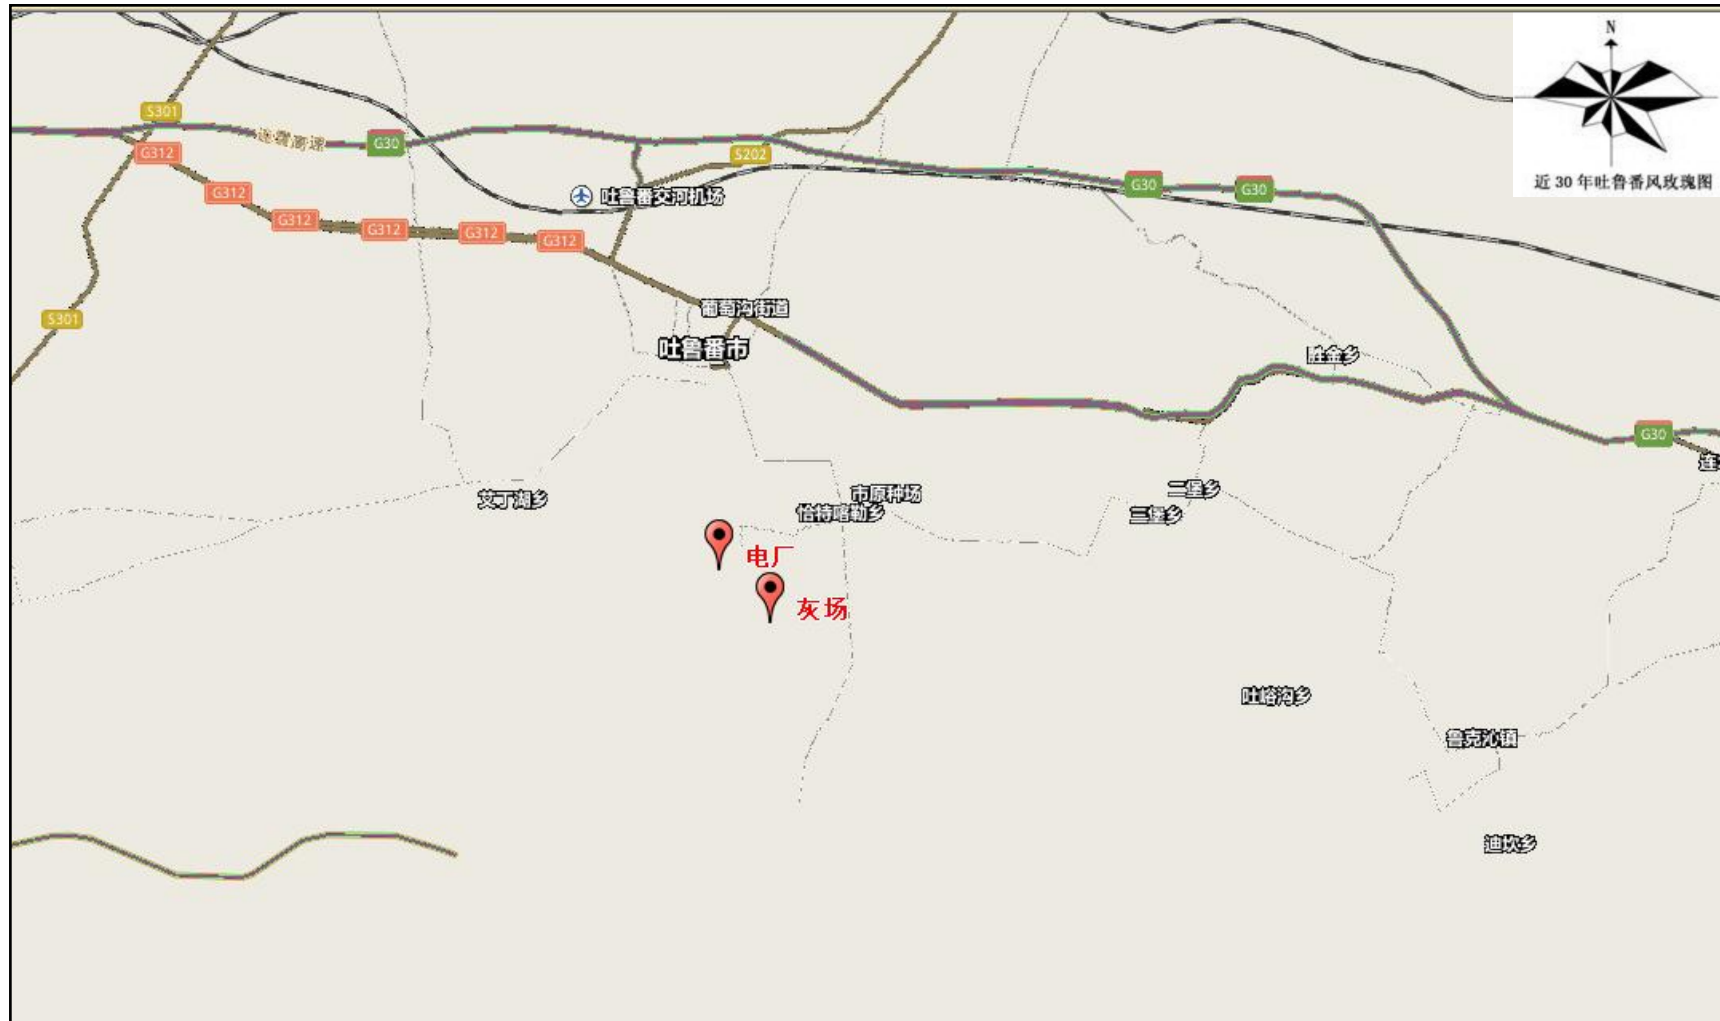 N
近 30 年吐鲁番风玫瑰图
S301
连霍高速
G30
G312
S202
G30
G30
G312
吐鲁番交河机场
G312
G312
G312
G312
G312
葡萄沟街道
S301
吐鲁番市
胜金乡
G30
连
艾丁湖乡
市原种场
二堡乡
恰特喀勒乡
三堡乡
电厂
灰场
吐峪沟乡
鲁克沁镇
迪坎乡